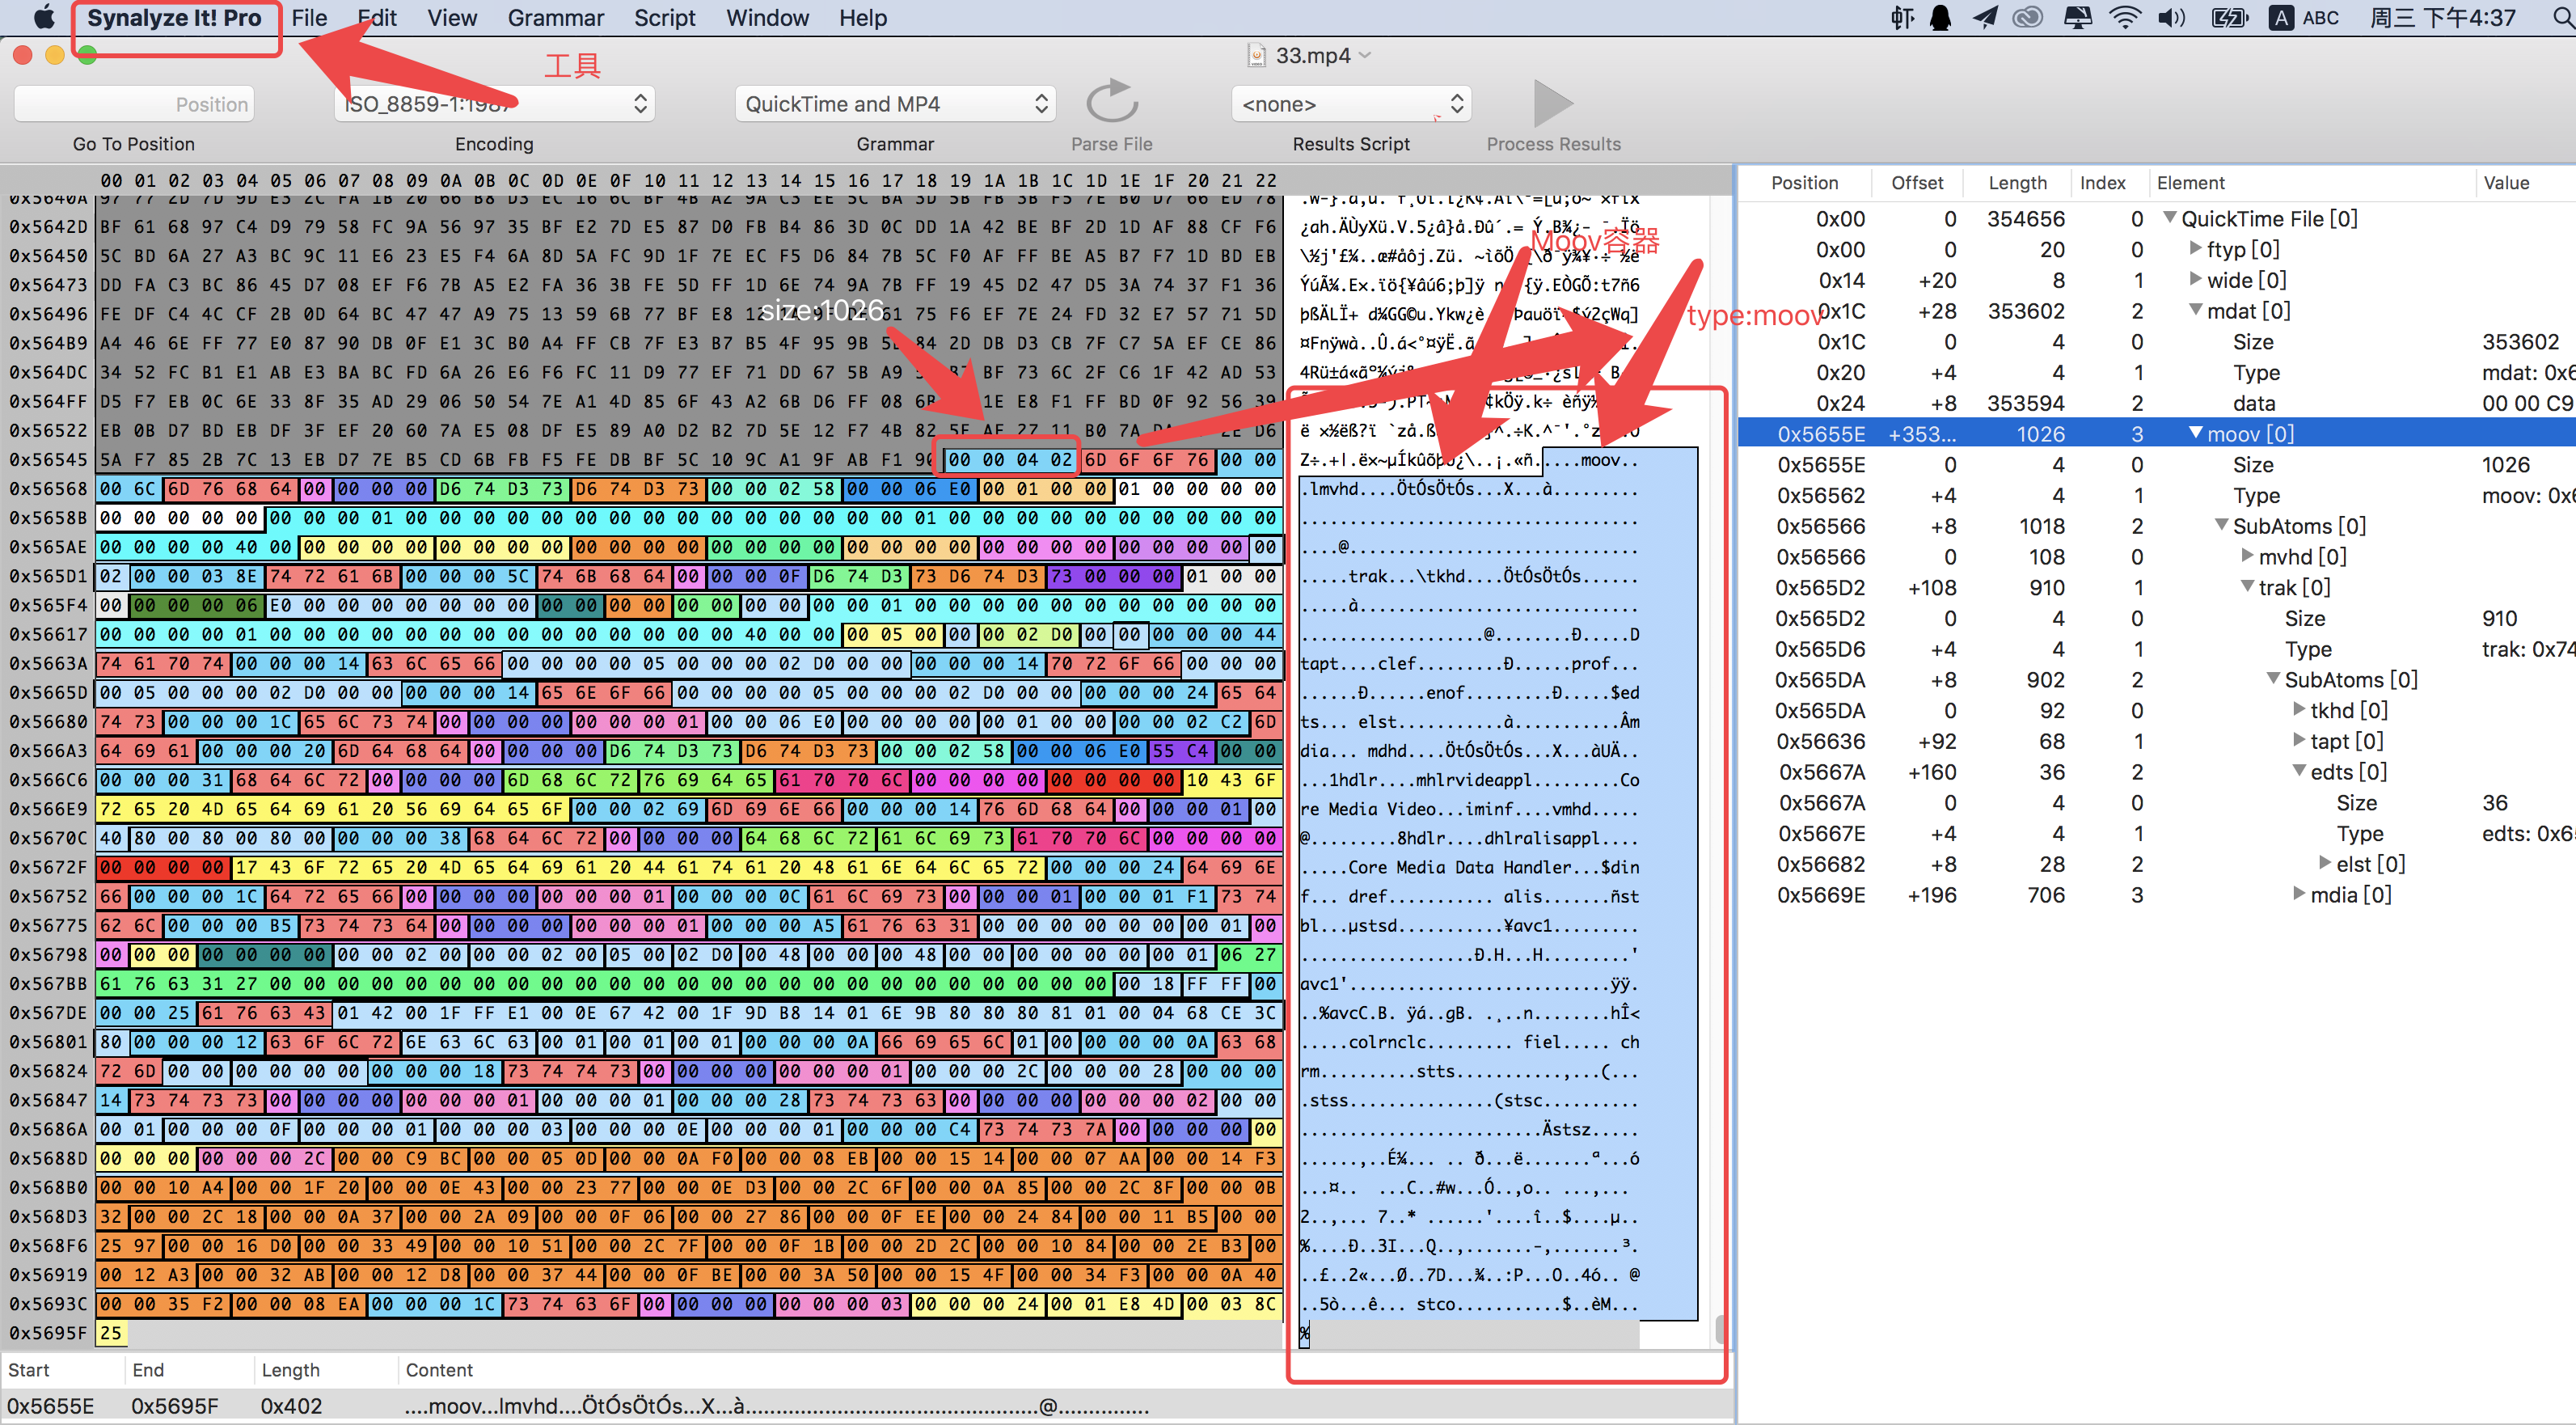 Synalyze It! Pro File Edit View Grammar Script Window Help
A ABC 周三 下午4:37
工具
33.mp4
Position
ISO_8859-1:1987
QuickTime and MP4
<none>
Go To Position Encoding Grammar Parse File Results Script Process Results
00 01 02 03 04 05 06 07 08 09 0A 0B 0C 0D 0E 0F 10 11 12 13 14 15 16 17 18 19 1A 1B 1C 1D 1E 1F 20 21 22
0x5642D BF 61 68 97 C4 D9 79 58 FC 9A 56 97 35 BF E2 7D E5 87 D0 FB B4 86 3D 0C DD 1A 42 BE BF 2D 1D AF 88 CF F6
0x56450 5C BD 6A 27 A3 BC 9C 11 E6 23 E5 F4 6A 8D 5A FC 9D 1F 7E EC F5 D6 84 7B 5C F0 AF FF BE A5 B7 F7 1D BD EB
0x56473 DD FA C3 BC 86 45 D7 08 EF F6 7B A5 E2 FA 36 3B FE 5D FF 1D 6E 74 9A 7B FF 19 45 D2 47 D5 3A 74 37 F1 36
0x56496 FE DF C4 4C CF 2B 0D 64 BC 47 47 A9 75 13 59 6B 77 BF E8 75 F6 EF 7E 24 FD 32 E7 57 71 5D
0x564B9 A4 46 6E FF 77 E0 87 90 DB 0F E1 3C B0 A4 FF CB 7F E3 B7 B5 4F 95 9B 84 2D DB D3 CB 7F C7 5A EF CE 86
0x564DC 34 52 FC B1 E1 AB E3 BA BC FD 6A 26 E6 F6 FC 11 D9 77 EF 71 DD 67 5B A9 BF 73 6C 2F C6 1F 42 AD 53
0x564FF D5 F7 EB 0C 6E 33 8F 35 AD 29 06 50 54 7E A1 4D 85 6F 43 A2 6B D6 FF 08 1E E8 F1 FF BD 0F 92 56 39
0x56522 EB 0B D7 BD EB DF 3F EF 20 60 7A E5 08 DF E5 89 A0 D2 B2 7D 5E 12 F7 4B 82 5F AF 27 11 B0 7A
0x56545 5A F7 85 2B 7C 13 EB D7 7E B5 CD 6B FB F5 FE DB BF 5C 10 9C A1 9F AB F1 90 00 00 04 02 6D 6F 6F 76 00 00
0x56568 00 6C 6D 76 68 64 00 00 00 00 D6 74 D3 73 D6 74 D3 73 00 00 02 58 00 00 06 E0 00 01 00 00 01 00 00 00 00
0x5658B 00 00 00 00 00 00 00 00 01 00 00 00 00 00 00 00 00 00 00 00 00 00 00 00 01 00 00 00 00 00 00 00 00 00 00
0x565AE 00 00 00 00 40 00 00 00 00 00 00 00 00 00 00 00 00 00 00 00 00 00 00 00 00 00 00 00 00 00 00 00 00 00 00
0x565D1 02 00 00 03 8E 74 72 61 6B 00 00 00 5C 74 6B 68 64 00 00 00 0F D6 74 D3 73 D6 74 D3 73 00 00 00 01 00 00
0x565F4 00 00 00 00 06 E0 00 00 00 00 00 00 00 00 00 00 00 00 00 00 00 00 00 01 00 00 00 00 00 00 00 00 00 00 00
0x56617 00 00 00 00 01 00 00 00 00 00 00 00 00 00 00 00 00 00 00 40 00 00 00 05 00 00 00 02 D0 00 00 00 00 00 44
0x5663A 74 61 70 74 00 00 00 14 63 6C 65 66 00 00 00 00 05 00 00 00 02 D0 00 00 00 00 00 14 70 72 6F 66 00 00 00
0x5665D 00 05 00 00 00 02 D0 00 00 00 00 00 14 65 6E 6F 66 00 00 00 00 05 00 00 00 02 D0 00 00 00 00 00 24 65 64
0x56680 74 73 00 00 00 1C 65 6C 73 74 00 00 00 00 00 00 00 01 00 00 06 E0 00 00 00 00 00 01 00 00 00 00 02 C2 6D
0x566A3 64 69 61 00 00 00 20 6D 64 68 64 00 00 00 00 D6 74 D3 73 D6 74 D3 73 00 00 02 58 00 00 06 E0 55 C4 00 00
0x566C6 00 00 00 31 68 64 6C 72 00 00 00 00 6D 68 6C 72 76 69 64 65 61 70 70 6C 00 00 00 00 00 00 00 00 10 43 6F
0x566E9 72 65 20 4D 65 64 69 61 20 56 69 64 65 6F 00 00 02 69 6D 69 6E 66 00 00 00 14 76 6D 68 64 00 00 00 01 00
0x5670C 40 80 00 80 00 80 00 00 00 00 38 68 64 6C 72 00 00 00 00 64 68 6C 72 61 6C 69 73 61 70 70 6C 00 00 00 00
0x5672F 00 00 00 00 17 43 6F 72 65 20 4D 65 64 69 61 20 44 61 74 61 20 48 61 6E 64 6C 65 72 00 00 00 24 64 69 6E
0x56752 66 00 00 00 1C 64 72 65 66 00 00 00 00 00 00 00 01 00 00 00 0C 61 6C 69 73 00 00 00 01 00 00 01 F1 73 74
0x56775 62 6C 00 00 00 B5 73 74 73 64 00 00 00 00 00 00 00 01 00 00 00 A5 61 76 63 31 00 00 00 00 00 00 00 01 00
0x56798 00 00 00 00 00 00 00 00 00 02 00 00 00 02 00 05 00 02 D0 00 48 00 00 00 48 00 00 00 00 00 00 00 01 06 27
0x567BB 61 76 63 31 27 00 00 00 00 00 00 00 00 00 00 00 00 00 00 00 00 00 00 00 00 00 00 00 00 00 00 18 FF FF 00
0x567DE 00 00 25 61 76 63 43 01 42 00 1F FF E1 00 0E 67 42 00 1F 9D B8 14 01 6E 9B 80 80 80 81 01 00 04 68 CE 3C
0x56801 80 00 00 00 12 63 6F 6C 72 6E 63 6C 63 00 01 00 01 00 01 00 00 00 0A 66 69 65 6C 01 00 00 00 00 0A 63 68
0x56824 72 6D 00 00 00 00 00 00 00 00 00 18 73 74 74 73 00 00 00 00 00 00 00 01 00 00 00 2C 00 00 00 28 00 00 00
0x56847 14 73 74 73 73 00 00 00 00 00 00 00 01 00 00 00 01 00 00 00 28 73 74 73 63 00 00 00 00 00 00 00 02 00 00
0x5686A 00 01 00 00 00 0F 00 00 00 01 00 00 00 03 00 00 00 0E 00 00 00 01 00 00 00 C4 73 74 73 7A 00 00 00 00 00
0x5688D 00 00 00 00 00 00 2C 00 00 C9 BC 00 00 05 0D 00 00 0A F0 00 00 08 EB 00 00 15 14 00 00 07 AA 00 00 14 F3
0x568B0 00 00 10 A4 00 00 1F 20 00 00 0E 43 00 00 23 77 00 00 0E D3 00 00 2C 6F 00 00 0A 85 00 00 2C 8F 00 00 0B
0x568D3 32 00 00 2C 18 00 00 0A 37 00 00 2A 09 00 00 0F 06 00 00 27 86 00 00 0F EE 00 00 24 84 00 00 11 B5 00 00
0x568F6 25 97 00 00 16 D0 00 00 33 49 00 00 10 51 00 00 2C 7F 00 00 0F 1B 00 00 2D 2C 00 00 10 84 00 00 2E B3 00
0x56919 00 12 A3 00 00 32 AB 00 00 12 D8 00 00 37 44 00 00 0F BE 00 00 3A 50 00 00 15 4F 00 00 34 F3 00 00 0A 40
0x5693C 00 00 35 F2 00 00 08 EA 00 00 00 1C 73 74 63 6F 00 00 00 00 00 00 00 03 00 00 00 24 00 01 E8 4D 00 03 8C
0x5695F 25
size:1026
Moov容器
type:moov
.....moov..
.lmvhd....ÖtÓsÖtÓs...X...à.........
...................................
....@..............................
.....trak...\tkhd....ÖtÓsÖtÓs......
.....à.............................
...................@........Ð.....D
tapt....clef.........Ð......prof...
......Ð......enof.........Ð.....$ed
ts... elst..........à...........Âm
dia... mdhd....ÖtÓsÖtÓs...X...àUÄ..
...1hdlr....mhlrvideappl.........Co
re Media Video...iminf....vmhd.....
@.........8hdlr....dhlralisappl....
.....Core Media Data Handler...$din
f... dref........... alis.......ñst
bl...µstsd...........¥avc1.........
..................Ð.H...H.........'
avc1'..........................ÿÿ.
..%avcC.B. ÿá..gB. .¸..n........hÎ<
.....colrnclc......... fiel..... ch
rm..........stts...........,...(...
.stss...............(stsc..........
..........................Ästsz.....
......,..É¼... .. ð...ë.......ª...ó
...¤.. ...C..#w...Ó..,o.. ...,...
2..,... 7..* ......'....î..$....µ..
%....Ð..3I...Q..,.......-,.......³.
..£..2«...Ø..7D...¾..:P...O..4ó.. @
..5ò...ê... stco...........$..èM...
%
Position Offset Length Index Element Value
0x00 0 354656 0 QuickTime File [0]
0x00 0 20 0 ftyp [0]
0x14 +20 8 1 wide [0]
0x1C +28 353602 2 mdat [0]
0x1C 0 4 0 Size 353602
0x20 +4 4 1 Type mdat: 0x6
0x24 +8 353594 2 data 00 00 C9
0x5655E +353... 1026 3 moov [0]
0x5655E 0 4 0 Size 1026
0x56562 +4 4 1 Type moov: 0x6
0x56566 +8 1018 2 SubAtoms [0]
0x56566 0 108 0 mvhd [0]
0x565D2 +108 910 1 trak [0]
0x565D2 0 4 0 Size 910
0x565D6 +4 4 1 Type trak: 0x74
0x565DA +8 902 2 SubAtoms [0]
0x565DA 0 92 0 tkhd [0]
0x56636 +92 68 1 tapt [0]
0x5667A +160 36 2 edts [0]
0x5667A 0 4 0 Size 36
0x5667E +4 4 1 Type edts: 0x6
0x56682 +8 28 2 elst [0]
0x5669E +196 706 3 mdia [0]
Start End Length Content
0x5655E 0x5695F 0x402 ....moov...lmvhd....ÖtÓsÖtÓs...X...à..........................................@..............